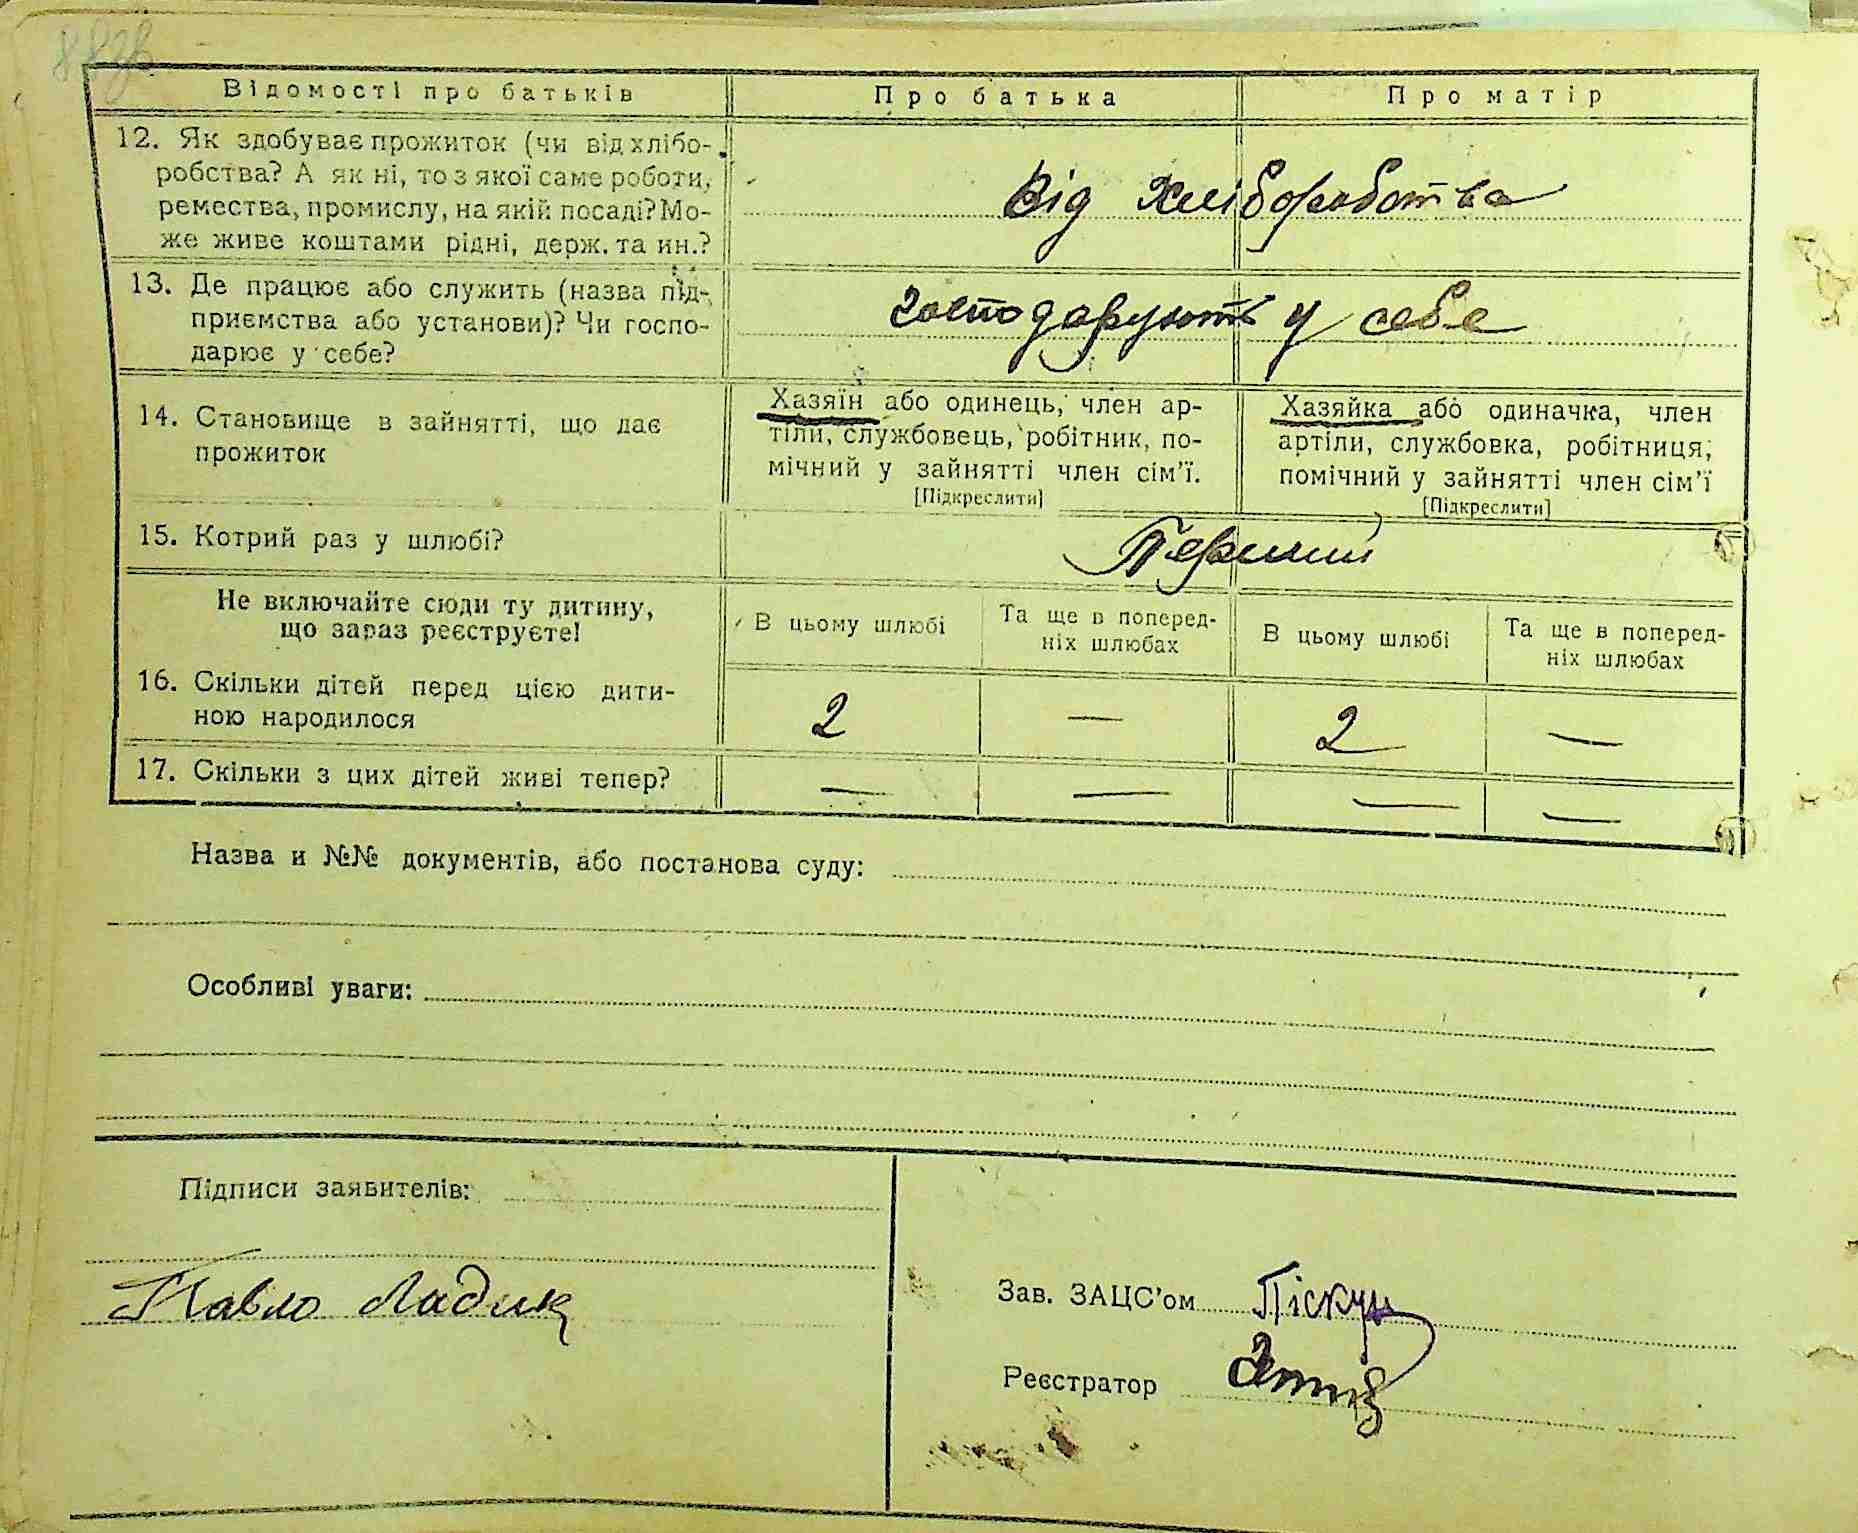 Відомості про батьків Про батька Про матір
12. Як здобуває прожиток (чи від хлібо-
робства? А як ні, то з якої саме роботи,
ремества, промислу, на якій посаді? Мо-
же живе коштами рідні, держ. та ин.?
Від хліборобства
13. Де працює або служить (назва під-
приємства або установи)? Чи госпо-
дарює у себе?
господарують у себе
14. Становище в зайнятті, що дає
прожиток
Хазяїн або одинець, член ар-
тіли, службовець, робітник, по-
мічний у зайнятті член сім'ї.
[Підкреслити]
Хазяйка або одиначка, член
артіли, службовка, робітниця,
помічний у зайнятті член сім'ї
[Підкреслити]
15. Котрий раз у шлюбі?
Перший
Не включайте сюди ту дитину,
що зараз реєструєте!
В цьому шлюбі
Та ще в поперед-
ніх шлюбах
В цьому шлюбі
Та ще в поперед-
ніх шлюбах
16. Скільки дітей перед цією дити-
ною народилося
2 — 2 —
17. Скільки з цих дітей живі тепер?
— — — —
Назва и №№ документів, або постанова суду:
Особливі уваги:
Підписи заявителів:
Павло Ладик
Зав. ЗАЦС'ом Піскун
Реєстратор